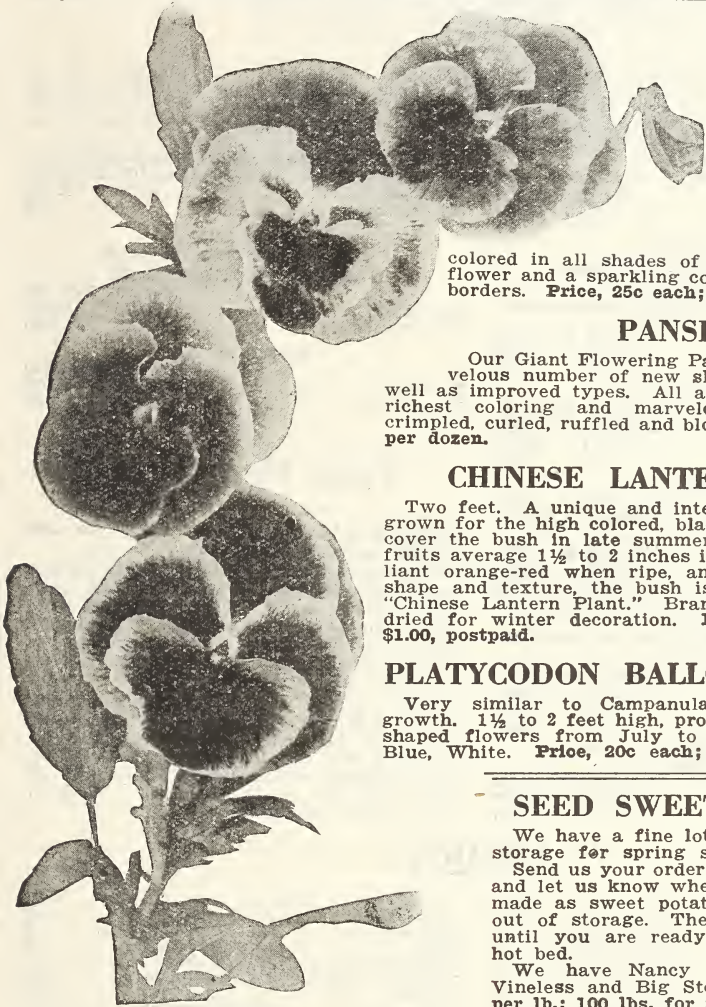 colored in all shades of
flower and a sparkling co
borders. Price, 25c each;
PANSI
Our Giant Flowering Pa
velous number of new sh
well as improved types. All a
richest coloring and marvelo
crimpled, curled, ruffled and blo
per dozen.
CHINESE LANTE
Two feet. A unique and inte
grown for the high colored, bla
cover the bush in late summer
fruits average 1½ to 2 inches i
liant orange-red when ripe, an
shape and texture, the bush is
"Chinese Lantern Plant." Bran
dried for winter decoration.
$1.00, postpaid.
PLATYCODON BALLO
Very similar to Campanula
growth. 1½ to 2 feet high, pro
shaped flowers from July to
Blue, White. Price, 20c each;
SEED SWEET
We have a fine lot
storage for spring s
Send us your order
and let us know whe
made as sweet potat
out of storage. The
until you are ready
hot bed.
We have Nancy
Vineless and Big Ste
per lb.; 100 lbs. for